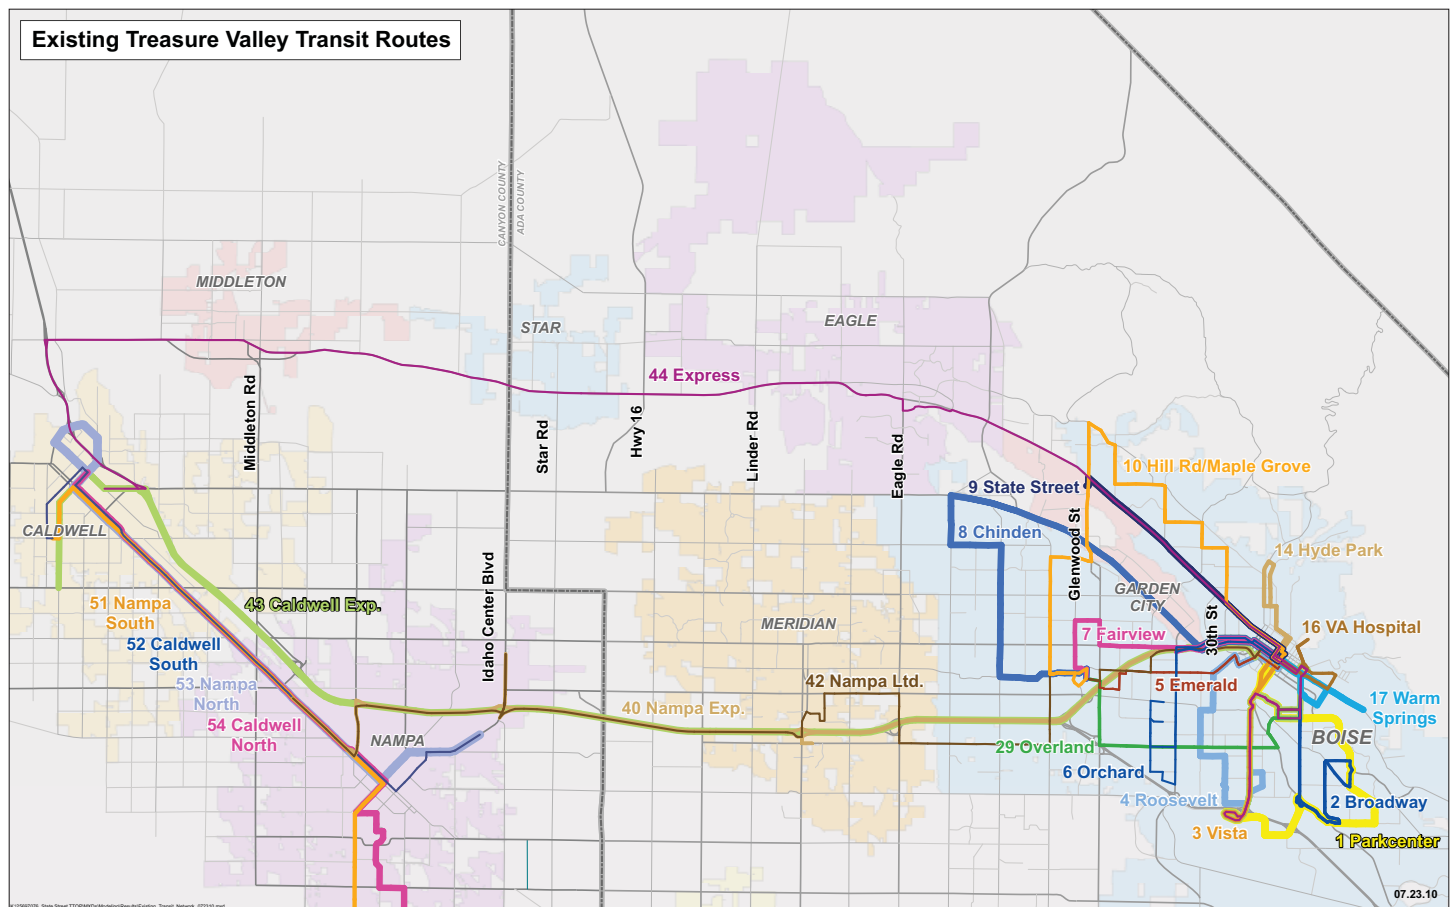 Existing Treasure Valley Transit Routes
CANYON COUNTY
ADA COUNTY
MIDDLETON
STAR
EAGLE
44 Express
Middleton Rd
Star Rd
Hwy 16
Linder Rd
Eagle Rd
10 Hill Rd/Maple Grove
9 State Street
8 Chinden
Glenwood St
CALDWELL
14 Hyde Park
Idaho Center Blvd
GARDEN
CITY
30th St
51 Nampa
South
43 Caldwell Exp.
MERIDIAN
7 Fairview
16 VA Hospital
52 Caldwell
South
53 Nampa
North
42 Nampa Ltd.
5 Emerald
17 Warm
Springs
54 Caldwell
North
40 Nampa Exp.
NAMPA
29 Overland
BOISE
6 Orchard
4 Roosevelt
2 Broadway
3 Vista
1 Parkcenter
07.23.10